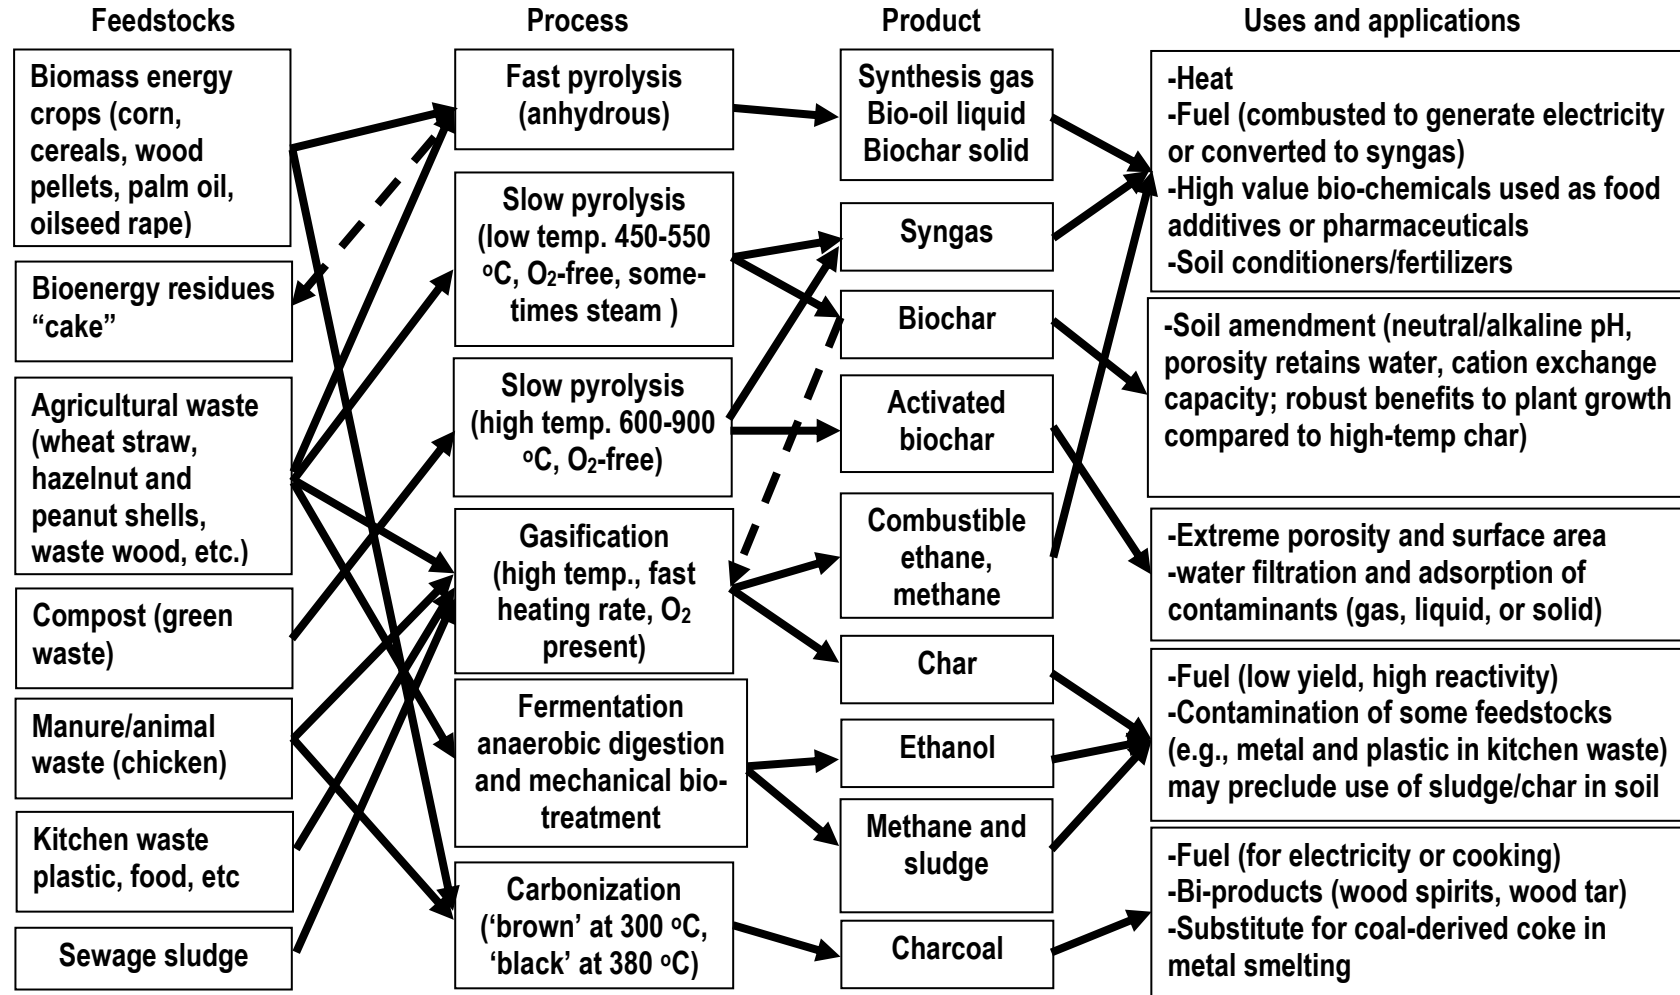 Feedstocks
Process
Product
Uses and applications
Biomass energy
crops (corn,
cereals, wood
pellets, palm oil,
oilseed rape)
Bioenergy residues
“cake”
Agricultural waste
(wheat straw,
hazelnut and
peanut shells,
waste wood, etc.)
Compost (green
waste)
Manure/animal
waste (chicken)
Kitchen waste
plastic, food, etc
Sewage sludge
Fast pyrolysis
(anhydrous)
Slow pyrolysis
(low temp. 450-550
ºC, O₂-free, some-
times steam )
Slow pyrolysis
(high temp. 600-900
ºC, O₂-free)
Gasification
(high temp., fast
heating rate, O₂
present)
Fermentation
anaerobic digestion
and mechanical bio-
treatment
Carbonization
(‘brown’ at 300 ºC,
‘black’ at 380 ºC)
Synthesis gas
Bio-oil liquid
Biochar solid
Syngas
Biochar
Activated
biochar
Combustible
ethane,
methane
Char
Ethanol
Methane and
sludge
Charcoal
-Heat
-Fuel (combusted to generate electricity
or converted to syngas)
-High value bio-chemicals used as food
additives or pharmaceuticals
-Soil conditioners/fertilizers
-Soil amendment (neutral/alkaline pH,
porosity retains water, cation exchange
capacity; robust benefits to plant growth
compared to high-temp char)
-Extreme porosity and surface area
-water filtration and adsorption of
contaminants (gas, liquid, or solid)
-Fuel (low yield, high reactivity)
-Contamination of some feedstocks
(e.g., metal and plastic in kitchen waste)
may preclude use of sludge/char in soil
-Fuel (for electricity or cooking)
-Bi-products (wood spirits, wood tar)
-Substitute for coal-derived coke in
metal smelting